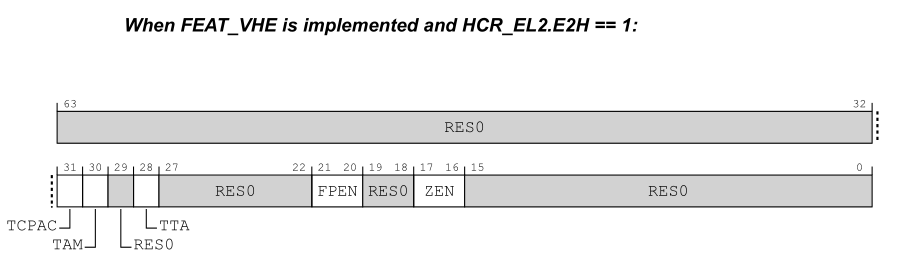 When FEAT_VHE is implemented and HCR_EL2.E2H == 1:
63 32
RES0
31 30 29 28 27 22 21 20 19 18 17 16 15 0
RES0 FPEN RES0 ZEN RES0
TCPAC TTA
TAM RES0